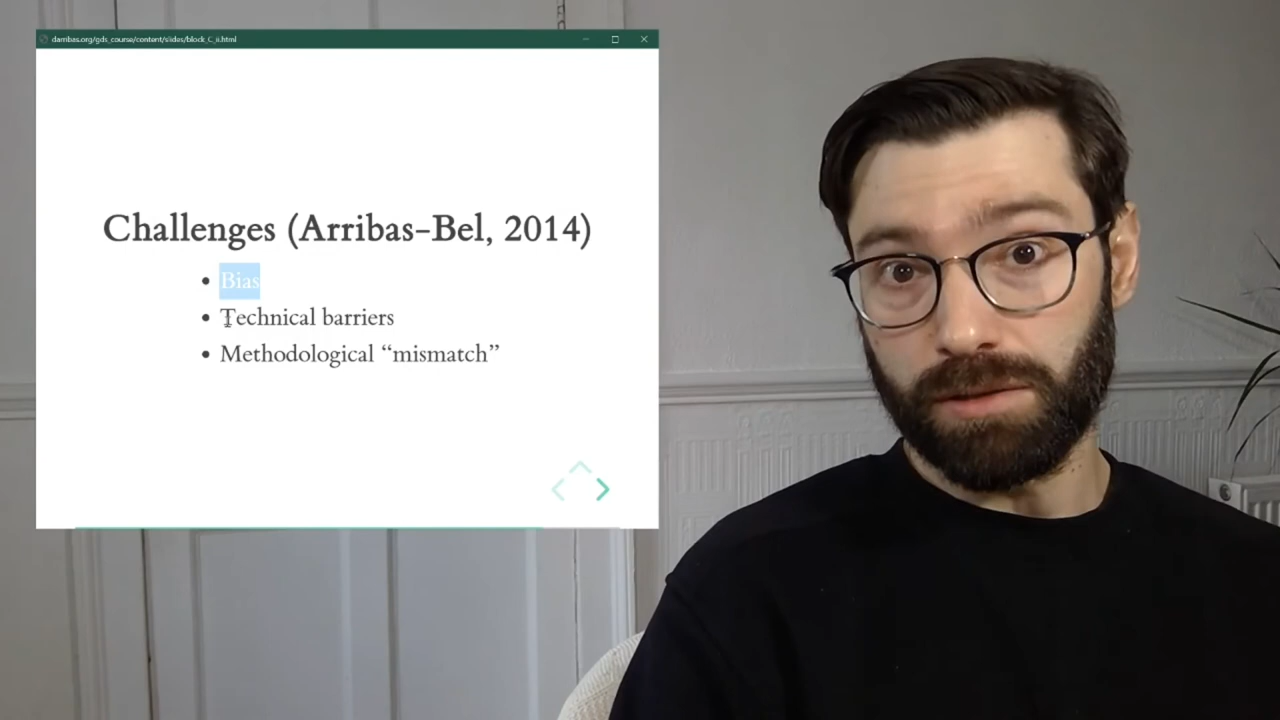 darribas.org/gds_course/content/slides/block_C_ii.html
Challenges (Arribas-Bel, 2014)
Bias
Technical barriers
Methodological “mismatch”